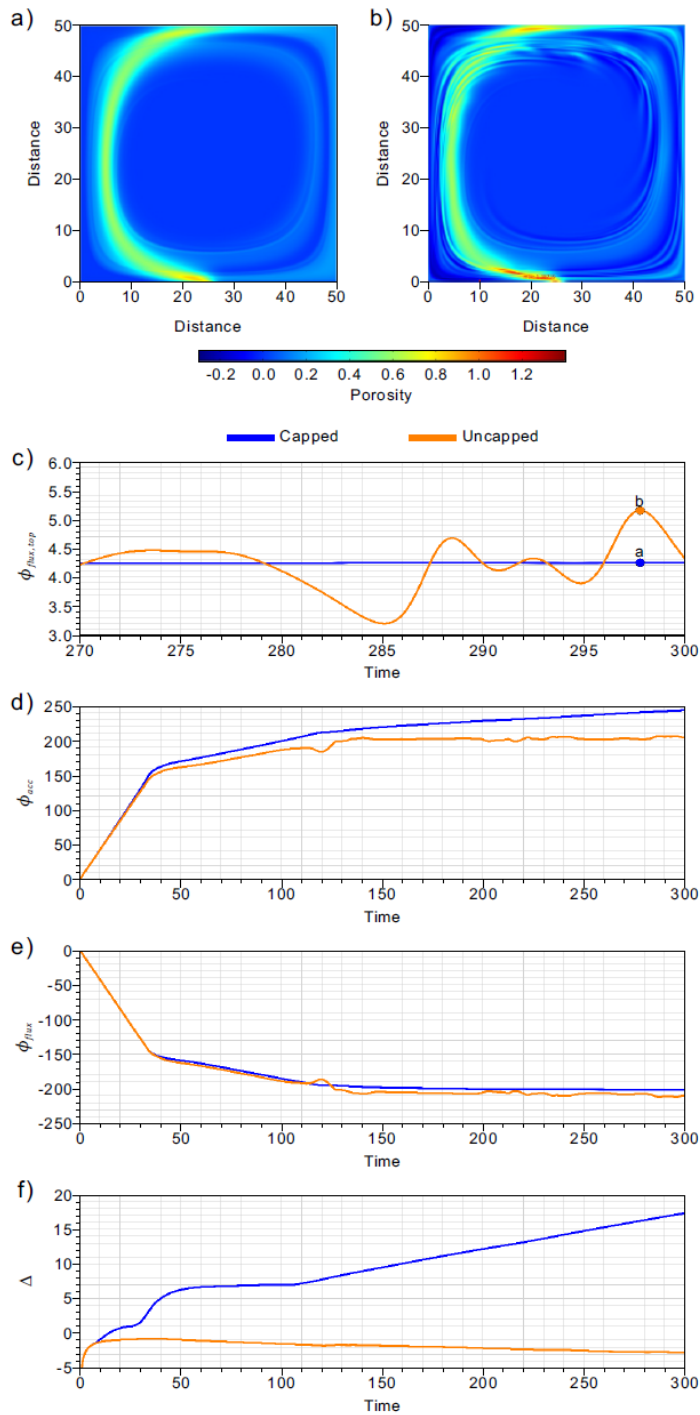 a) b)
50 50
40 40
30 30
20 20
10 10
0 0
Distance Distance
0 10 20 30 40 50 0 10 20 30 40 50
Distance Distance
-0.2 0.0 0.2 0.4 0.6 0.8 1.0 1.2
Porosity
Capped Uncapped
c)
6.0
5.5
5.0
4.5
4.0
3.5
3.0
ϕflux,top
b
a
270 275 280 285 290 295 300
Time
d)
250
200
150
100
50
0
ϕacc
0 50 100 150 200 250 300
Time
e)
0
-50
-100
-150
-200
-250
ϕflux
0 50 100 150 200 250 300
Time
f)
20
15
10
5
0
-5
Δ
0 50 100 150 200 250 300
Time